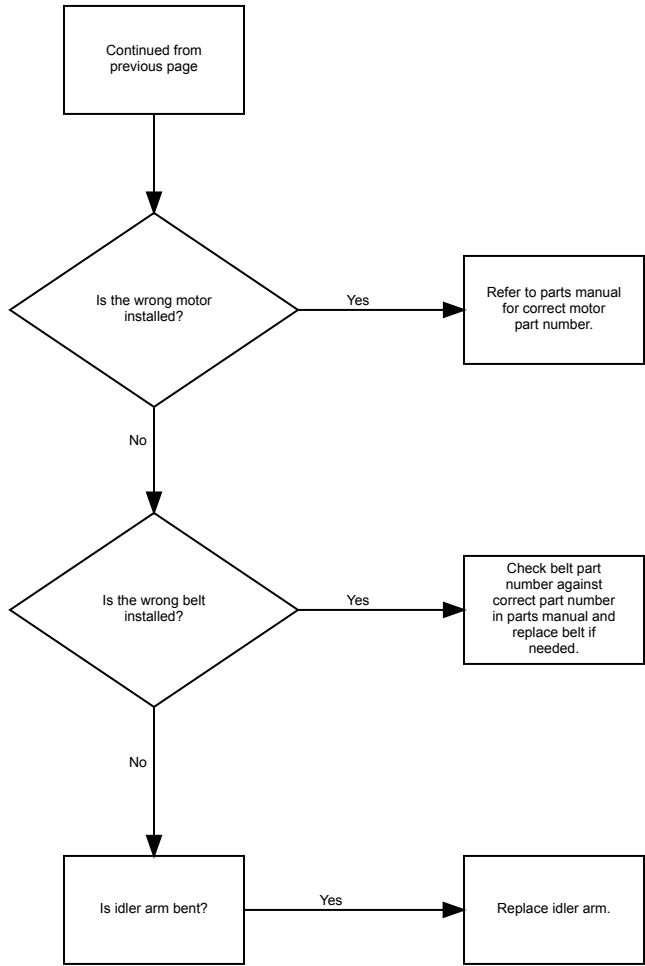 Continued from
previous page
Is the wrong motor
installed?
Yes
Refer to parts manual
for correct motor
part number.
No
Is the wrong belt
installed?
Yes
Check belt part
number against
correct part number
in parts manual and
replace belt if
needed.
No
Is idler arm bent?
Yes
Replace idler arm.